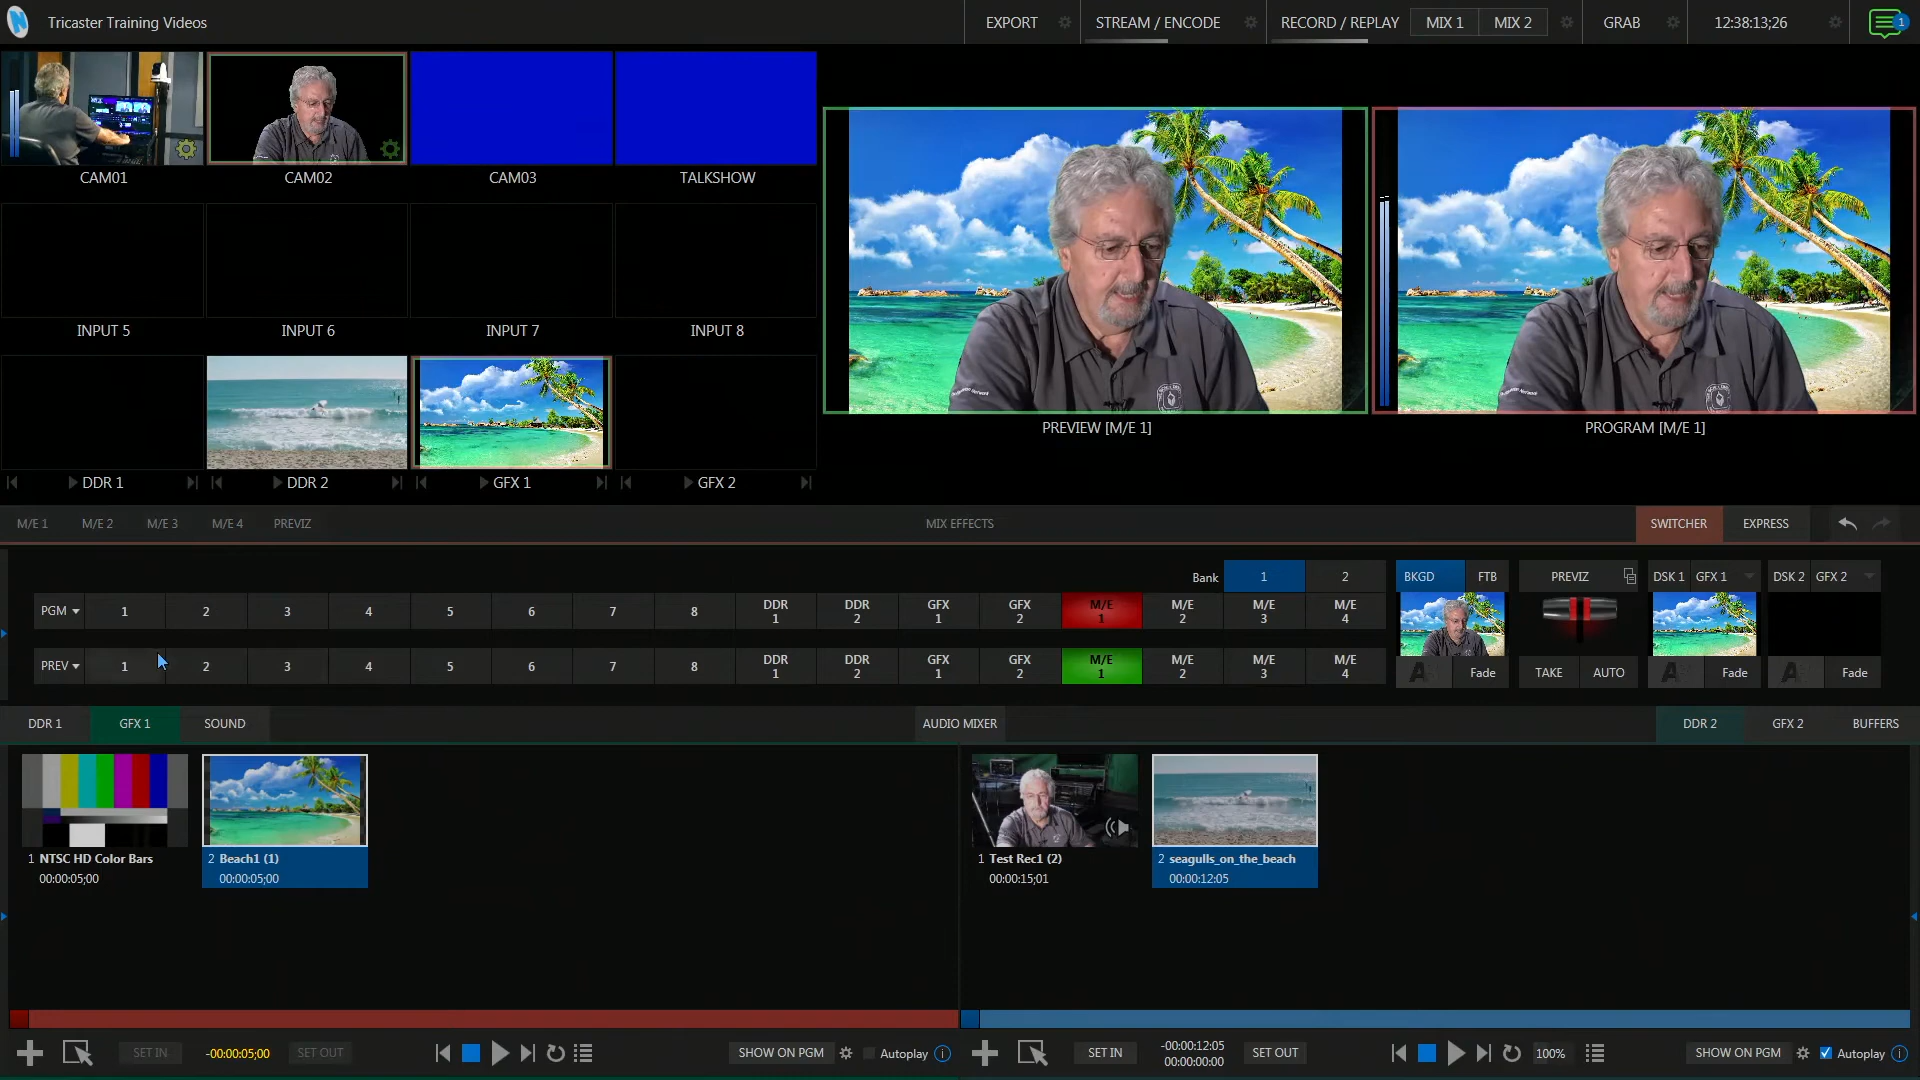 Tricaster Training Videos
EXPORT
STREAM / ENCODE
RECORD / REPLAY
MIX 1
MIX 2
GRAB
12:38:13;26
1
CAM01
CAM02
CAM03
TALKSHOW
INPUT 5
INPUT 6
INPUT 7
INPUT 8
DDR 1
DDR 2
GFX 1
GFX 2
PREVIEW [M/E 1]
PROGRAM [M/E 1]
M/E 1
M/E 2
M/E 3
M/E 4
PREVIZ
MIX EFFECTS
SWITCHER
EXPRESS
Bank
1
2
BKGD
FTB
PREVIZ
DSK 1
GFX 1
DSK 2
GFX 2
PGM
1
2
3
4
5
6
7
8
DDR 1
DDR 2
GFX 1
GFX 2
M/E 1
M/E 2
M/E 3
M/E 4
PREV
1
2
3
4
5
6
7
8
DDR 1
DDR 2
GFX 1
GFX 2
M/E 1
M/E 2
M/E 3
M/E 4
Fade
TAKE
AUTO
Fade
Fade
DDR 1
GFX 1
SOUND
AUDIO MIXER
DDR 2
GFX 2
BUFFERS
1 NTSC HD Color Bars
00:00:05;00
2 Beach1 (1)
00:00:05;00
1 Test Rec1 (2)
00:00:15;01
2 seagulls_on_the_beach
00:00:12:05
SET IN
-00:00:05;00
SET OUT
SHOW ON PGM
Autoplay
SET IN
-00:00:12:05
00:00:00:00
SET OUT
100%
SHOW ON PGM
Autoplay